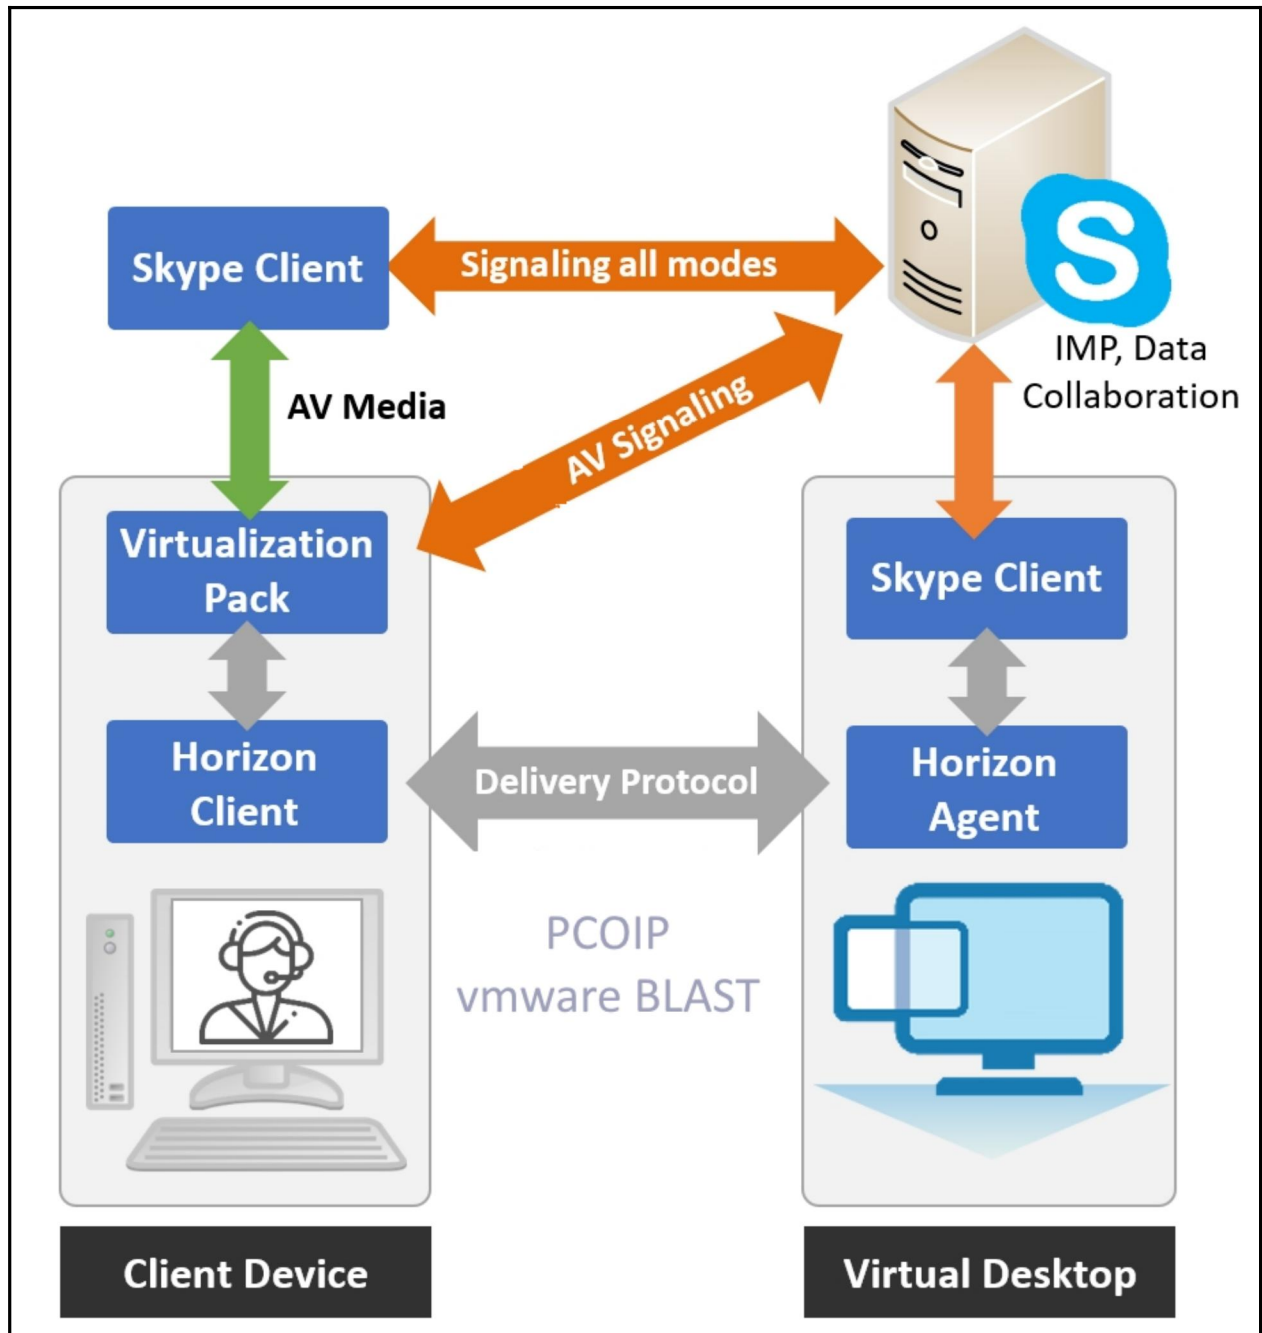 Skype Client
Signaling all modes
S
IMP, Data
Collaboration
AV Media
AV Signaling
Virtualization
Pack
Skype Client
Horizon
Client
Delivery Protocol
Horizon
Agent
PCOIP
vmware BLAST
Client Device
Virtual Desktop